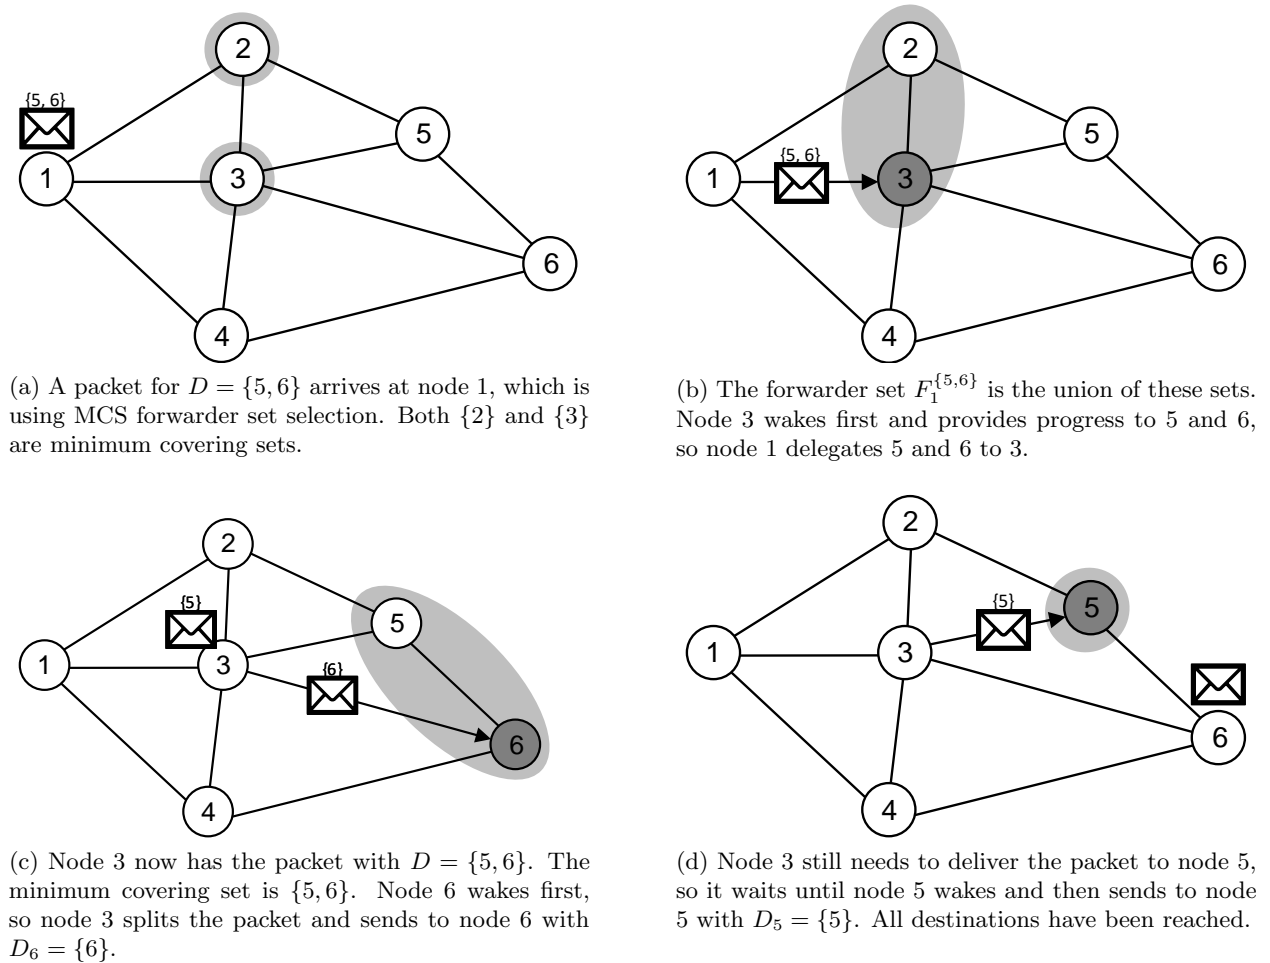 2
{5, 6}
5
1
3
6
4
(a) A packet for D = {5, 6} arrives at node 1, which is
using MCS forwarder set selection. Both {2} and {3}
are minimum covering sets.
2
{5, 6}
5
1
3
6
4
(b) The forwarder set F_1^{{5,6}} is the union of these sets.
Node 3 wakes first and provides progress to 5 and 6,
so node 1 delegates 5 and 6 to 3.
2
{5}
5
1
3
{6}
6
4
(c) Node 3 now has the packet with D = {5, 6}. The
minimum covering set is {5, 6}. Node 6 wakes first,
so node 3 splits the packet and sends to node 6 with
D₆ = {6}.
2
{5}
5
1
3
6
4
(d) Node 3 still needs to deliver the packet to node 5,
so it waits until node 5 wakes and then sends to node
5 with D₅ = {5}. All destinations have been reached.